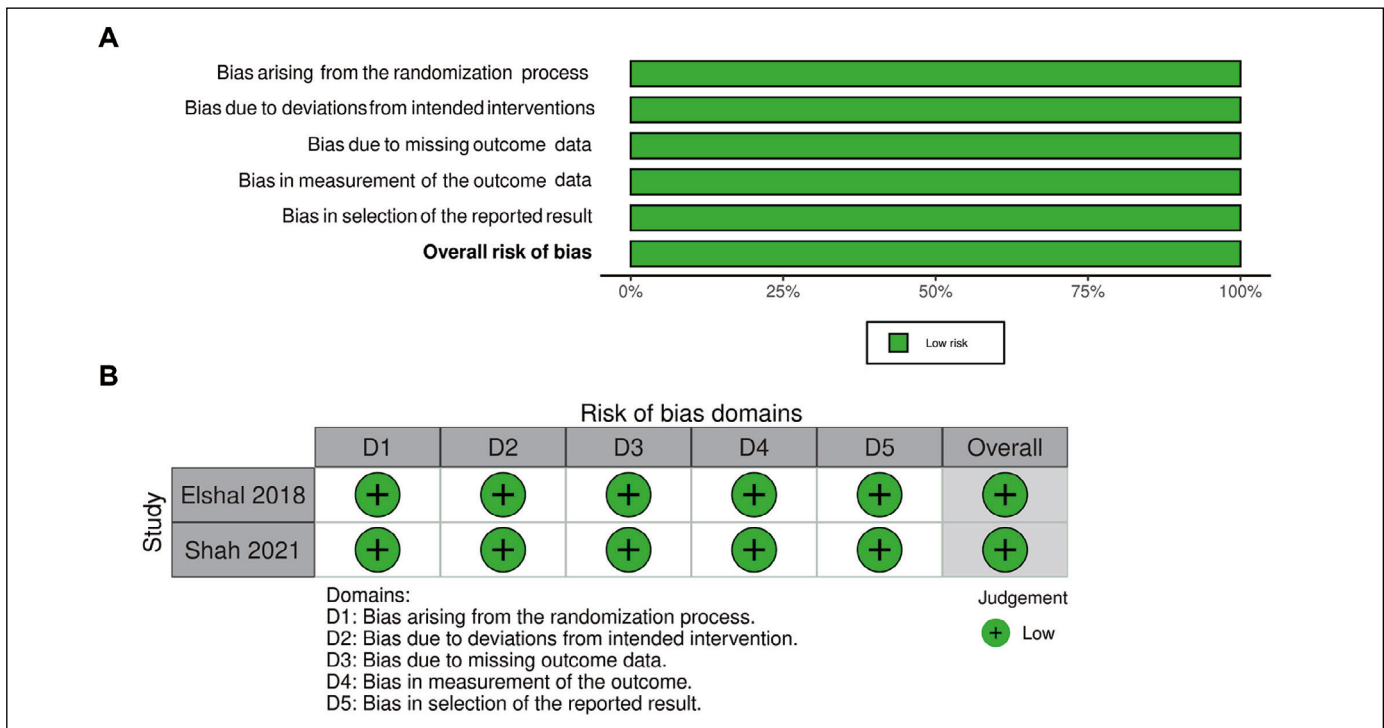 A
Bias arising from the randomization process
Bias due to deviations from intended interventions
Bias due to missing outcome data
Bias in measurement of the outcome data
Bias in selection of the reported result
Overall risk of bias
0% 25% 50% 75% 100%
Low risk
B
Risk of bias domains
D1 D2 D3 D4 D5 Overall
Study
Elshal 2018 + + + + + +
Shah 2021 + + + + + +
Domains:
D1: Bias arising from the randomization process.
D2: Bias due to deviations from intended intervention.
D3: Bias due to missing outcome data.
D4: Bias in measurement of the outcome.
D5: Bias in selection of the reported result.
Judgement
+ Low